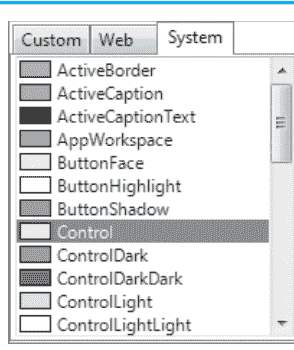 Custom Web System
ActiveBorder
ActiveCaption
ActiveCaptionText
AppWorkspace
ButtonFace
ButtonHighlight
ButtonShadow
Control
ControlDark
ControlDarkDark
ControlLight
ControlLightLight